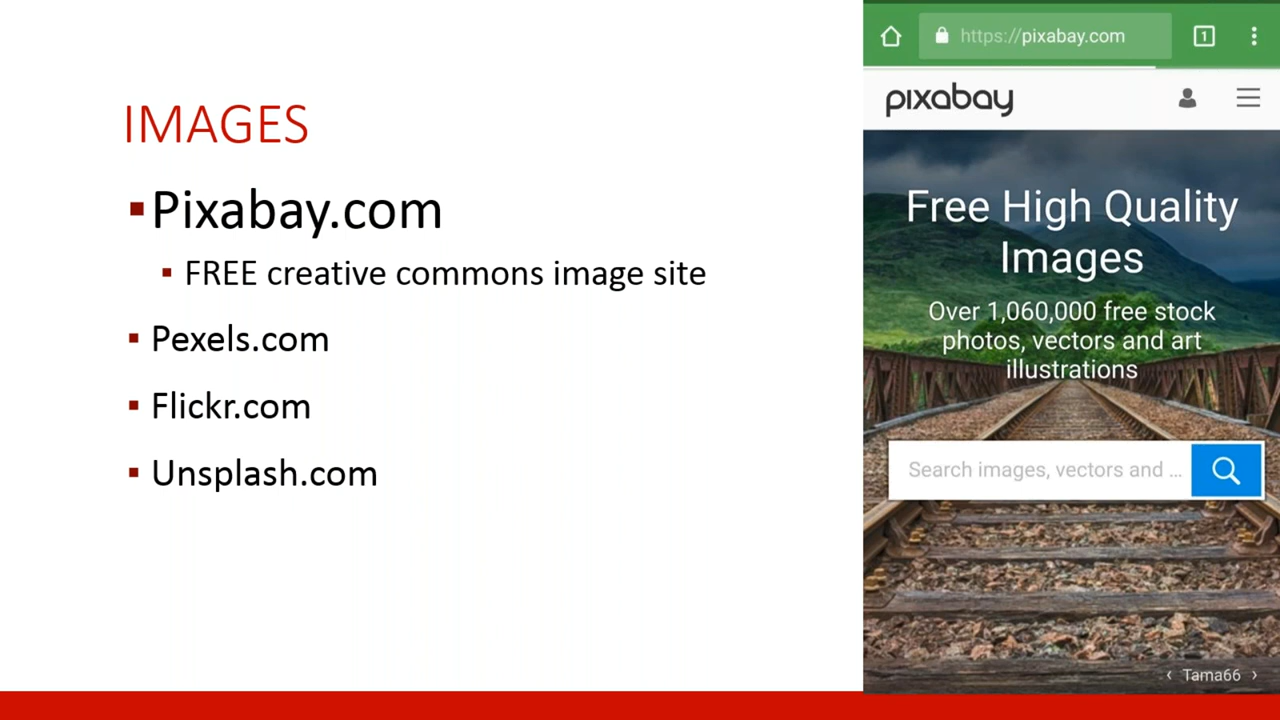 IMAGES
▪Pixabay.com
▪ FREE creative commons image site
▪ Pexels.com
▪ Flickr.com
▪ Unsplash.com
1
https://pixabay.com
pixabay
Free High Quality
Images
Over 1,060,000 free stock
photos, vectors and art
illustrations
Search images, vectors and ...
‹ Tama66 ›